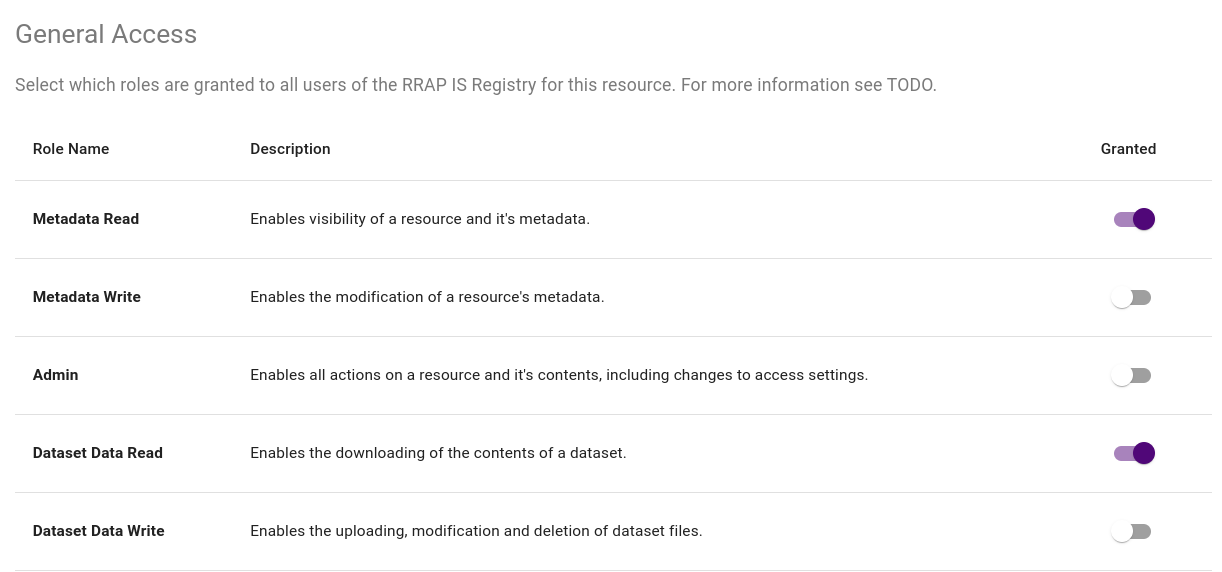 General Access
Select which roles are granted to all users of the RRAP IS Registry for this resource. For more information see TODO.
Role Name Description Granted
Metadata Read Enables visibility of a resource and it's metadata.
Metadata Write Enables the modification of a resource's metadata.
Admin Enables all actions on a resource and it's contents, including changes to access settings.
Dataset Data Read Enables the downloading of the contents of a dataset.
Dataset Data Write Enables the uploading, modification and deletion of dataset files.